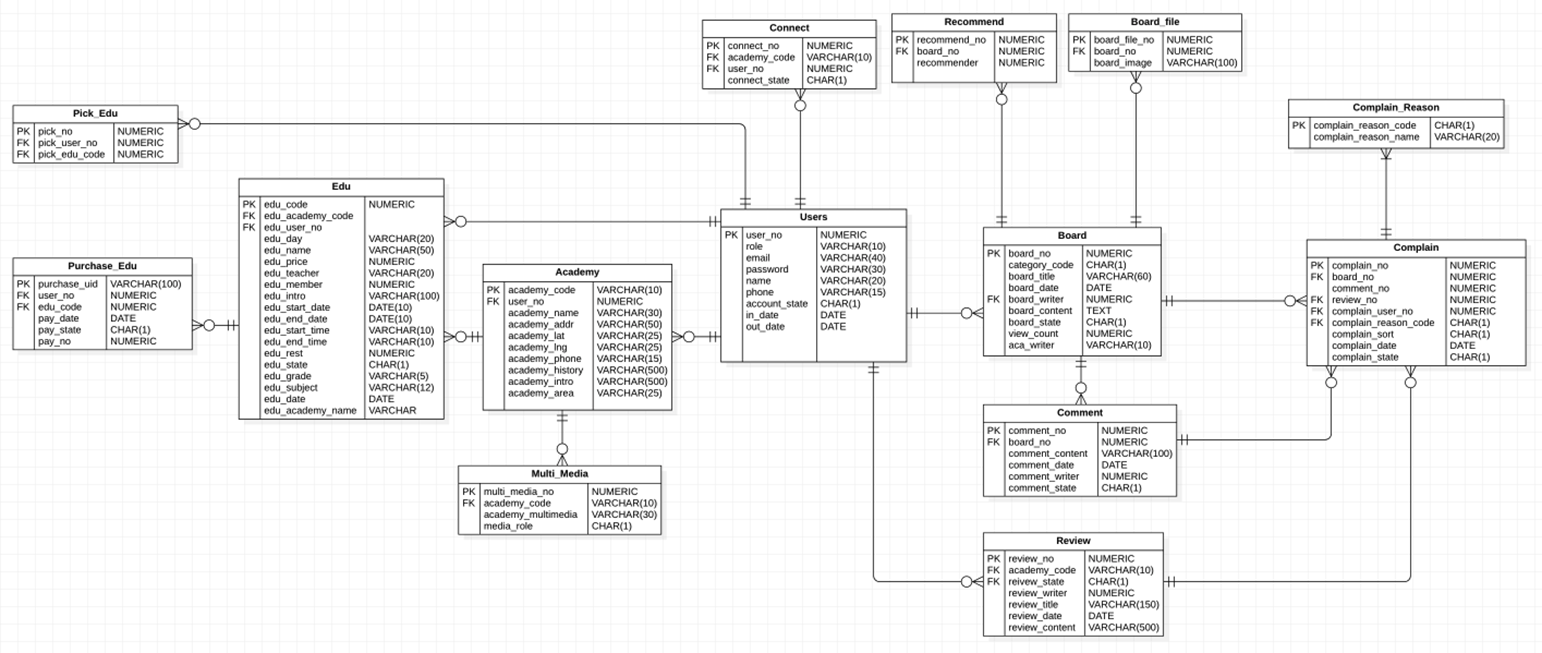 Connect
PK connect_no NUMERIC
FK academy_code VARCHAR(10)
FK user_no NUMERIC
connect_state CHAR(1)
Recommend
PK recommend_no NUMERIC
FK board_no NUMERIC
recommender NUMERIC
Board_file
PK board_file_no NUMERIC
FK board_no NUMERIC
board_image VARCHAR(100)
Pick_Edu
PK pick_no NUMERIC
FK pick_user_no NUMERIC
FK pick_edu_code NUMERIC
Complain_Reason
PK complain_reason_code CHAR(1)
complain_reason_name VARCHAR(20)
Edu
PK edu_code NUMERIC
FK edu_academy_code
FK edu_user_no
edu_day VARCHAR(20)
edu_name VARCHAR(50)
edu_price NUMERIC
edu_teacher VARCHAR(20)
edu_member NUMERIC
edu_intro VARCHAR(100)
edu_start_date DATE(10)
edu_end_date DATE(10)
edu_start_time VARCHAR(10)
edu_end_time VARCHAR(10)
edu_rest NUMERIC
edu_state CHAR(1)
edu_grade VARCHAR(5)
edu_subject VARCHAR(12)
edu_date DATE
edu_academy_name VARCHAR
Users
PK user_no NUMERIC
role VARCHAR(10)
email VARCHAR(40)
password VARCHAR(30)
name VARCHAR(20)
phone VARCHAR(15)
account_state CHAR(1)
in_date DATE
out_date DATE
Board
PK board_no NUMERIC
category_code CHAR(1)
board_title VARCHAR(60)
board_date DATE
FK board_writer NUMERIC
board_content TEXT
board_state CHAR(1)
view_count NUMERIC
aca_writer VARCHAR(10)
Complain
PK complain_no NUMERIC
FK board_no NUMERIC
comment_no NUMERIC
FK review_no NUMERIC
FK complain_user_no NUMERIC
FK complain_reason_code CHAR(1)
complain_sort CHAR(1)
complain_date DATE
complain_state CHAR(1)
Purchase_Edu
PK purchase_uid VARCHAR(100)
FK user_no NUMERIC
FK edu_code NUMERIC
pay_date DATE
pay_state CHAR(1)
pay_no NUMERIC
Academy
PK academy_code VARCHAR(10)
FK user_no NUMERIC
academy_name VARCHAR(30)
academy_addr VARCHAR(50)
academy_lat VARCHAR(25)
academy_lng VARCHAR(25)
academy_phone VARCHAR(15)
academy_history VARCHAR(500)
academy_intro VARCHAR(500)
academy_area VARCHAR(25)
Comment
PK comment_no NUMERIC
FK board_no NUMERIC
comment_content VARCHAR(100)
comment_date DATE
comment_writer NUMERIC
comment_state CHAR(1)
Multi_Media
PK multi_media_no NUMERIC
FK academy_code VARCHAR(10)
academy_multimedia VARCHAR(30)
media_role CHAR(1)
Review
PK review_no NUMERIC
FK academy_code VARCHAR(10)
FK reivew_state CHAR(1)
review_writer NUMERIC
review_title VARCHAR(150)
review_date DATE
review_content VARCHAR(500)